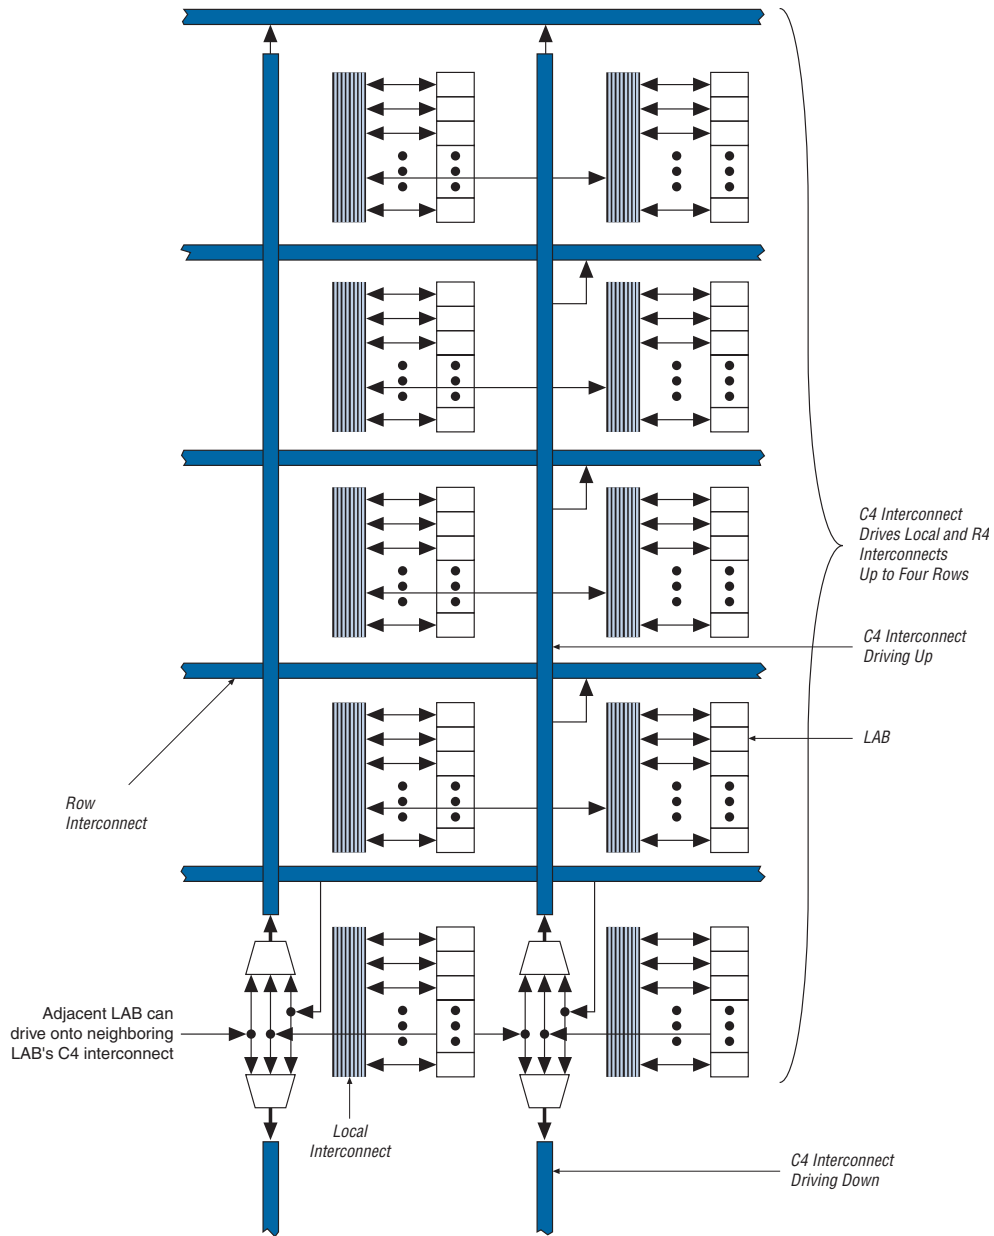 C4 Interconnect
Drives Local and R4
Interconnects
Up to Four Rows
C4 Interconnect
Driving Up
LAB
Row
Interconnect
Adjacent LAB can
drive onto neighboring
LAB's C4 interconnect
Local
Interconnect
C4 Interconnect
Driving Down